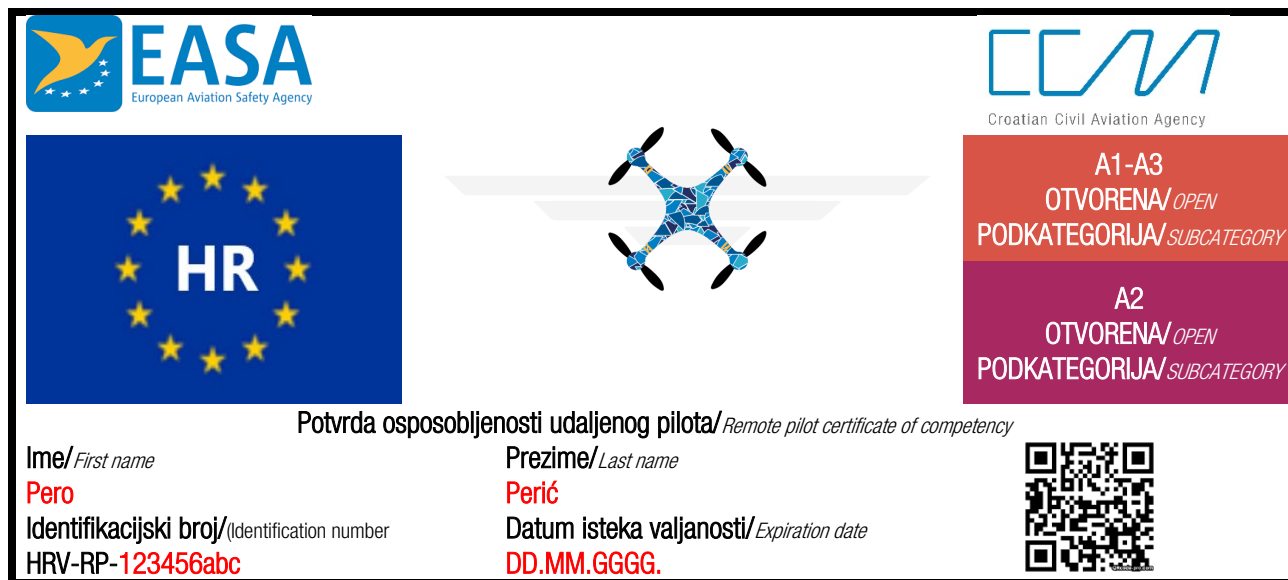 EASA
European Aviation Safety Agency
CCAA
Croatian Civil Aviation Agency
HR
A1-A3
OTVORENA/OPEN
PODKATEGORIJA/SUBCATEGORY
A2
OTVORENA/OPEN
PODKATEGORIJA/SUBCATEGORY
Potvrda osposobljenosti udaljenog pilota/Remote pilot certificate of competency
Ime/First name
Prezime/Last name
Pero
Perić
Identifikacijski broj/(Identification number
Datum isteka valjanosti/Expiration date
HRV-RP-123456abc
DD.MM.GGGG.